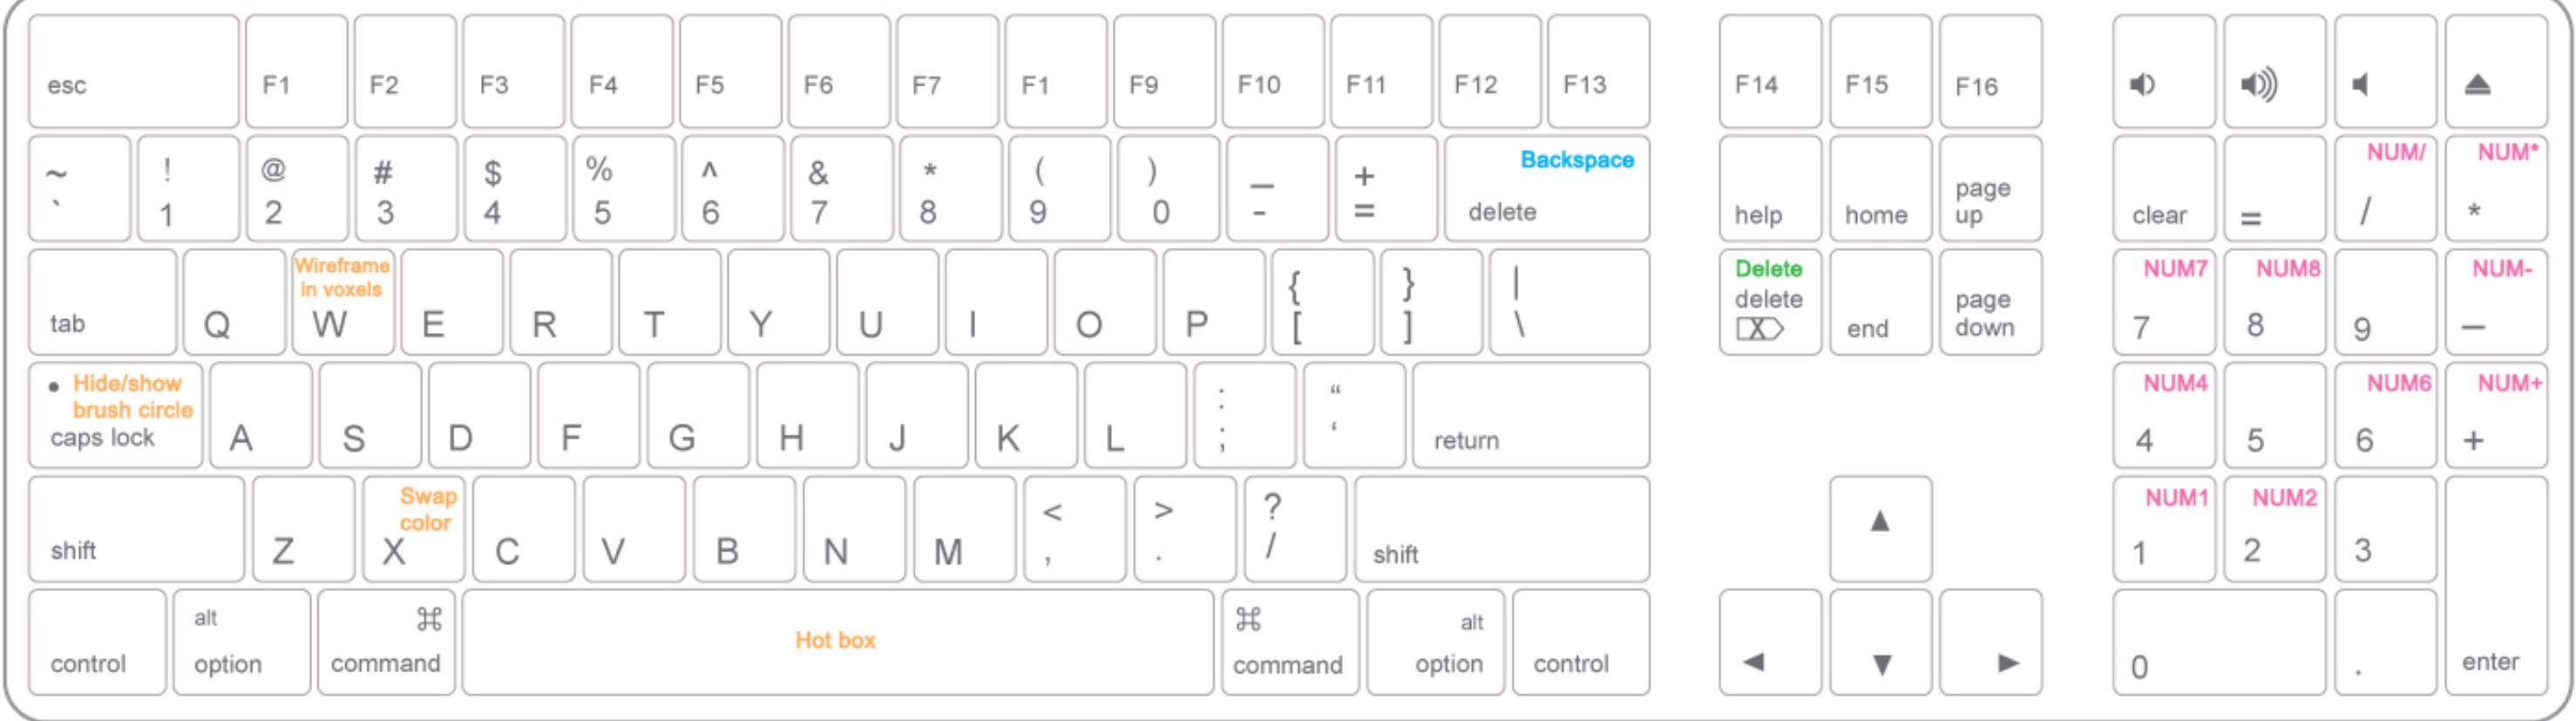 esc F1 F2 F3 F4 F5 F6 F7 F1 F9 F10 F11 F12 F13 F14 F15 F16
~ ! @ # $ % ^ & * ( ) _ + Backspace NUM/ NUM*
` 1 2 3 4 5 6 7 8 9 0 - = delete help home page up clear = / *
Wireframe in voxels { } | Delete NUM7 NUM8 NUM-
tab Q W E R T Y U I O P [ ] \ delete end page down 7 8 9 –
Hide/show brush circle : “ NUM4 NUM6 NUM+
caps lock A S D F G H J K L ; ‘ return 4 5 6 +
Swap color < > ? NUM1 NUM2
shift Z X C V B N M , . / shift 1 2 3
alt ⌘ Hot box ⌘ alt
control option command command option control 0 . enter